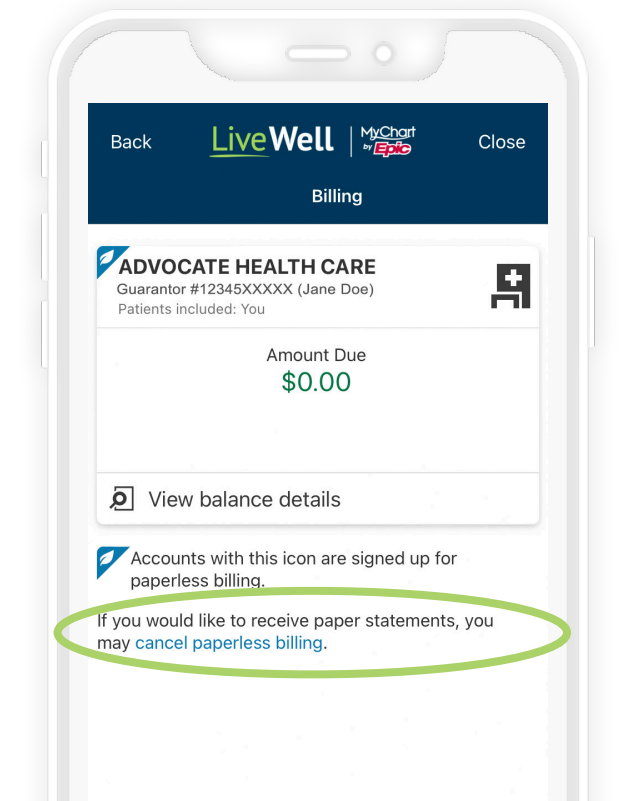 Back
LiveWell
MyChart
by Epic
Close
Billing
ADVOCATE HEALTH CARE
Guarantor #12345XXXXX (Jane Doe)
Patients included: You
Amount Due
$0.00
View balance details
Accounts with this icon are signed up for
paperless billing.
If you would like to receive paper statements, you
may cancel paperless billing.